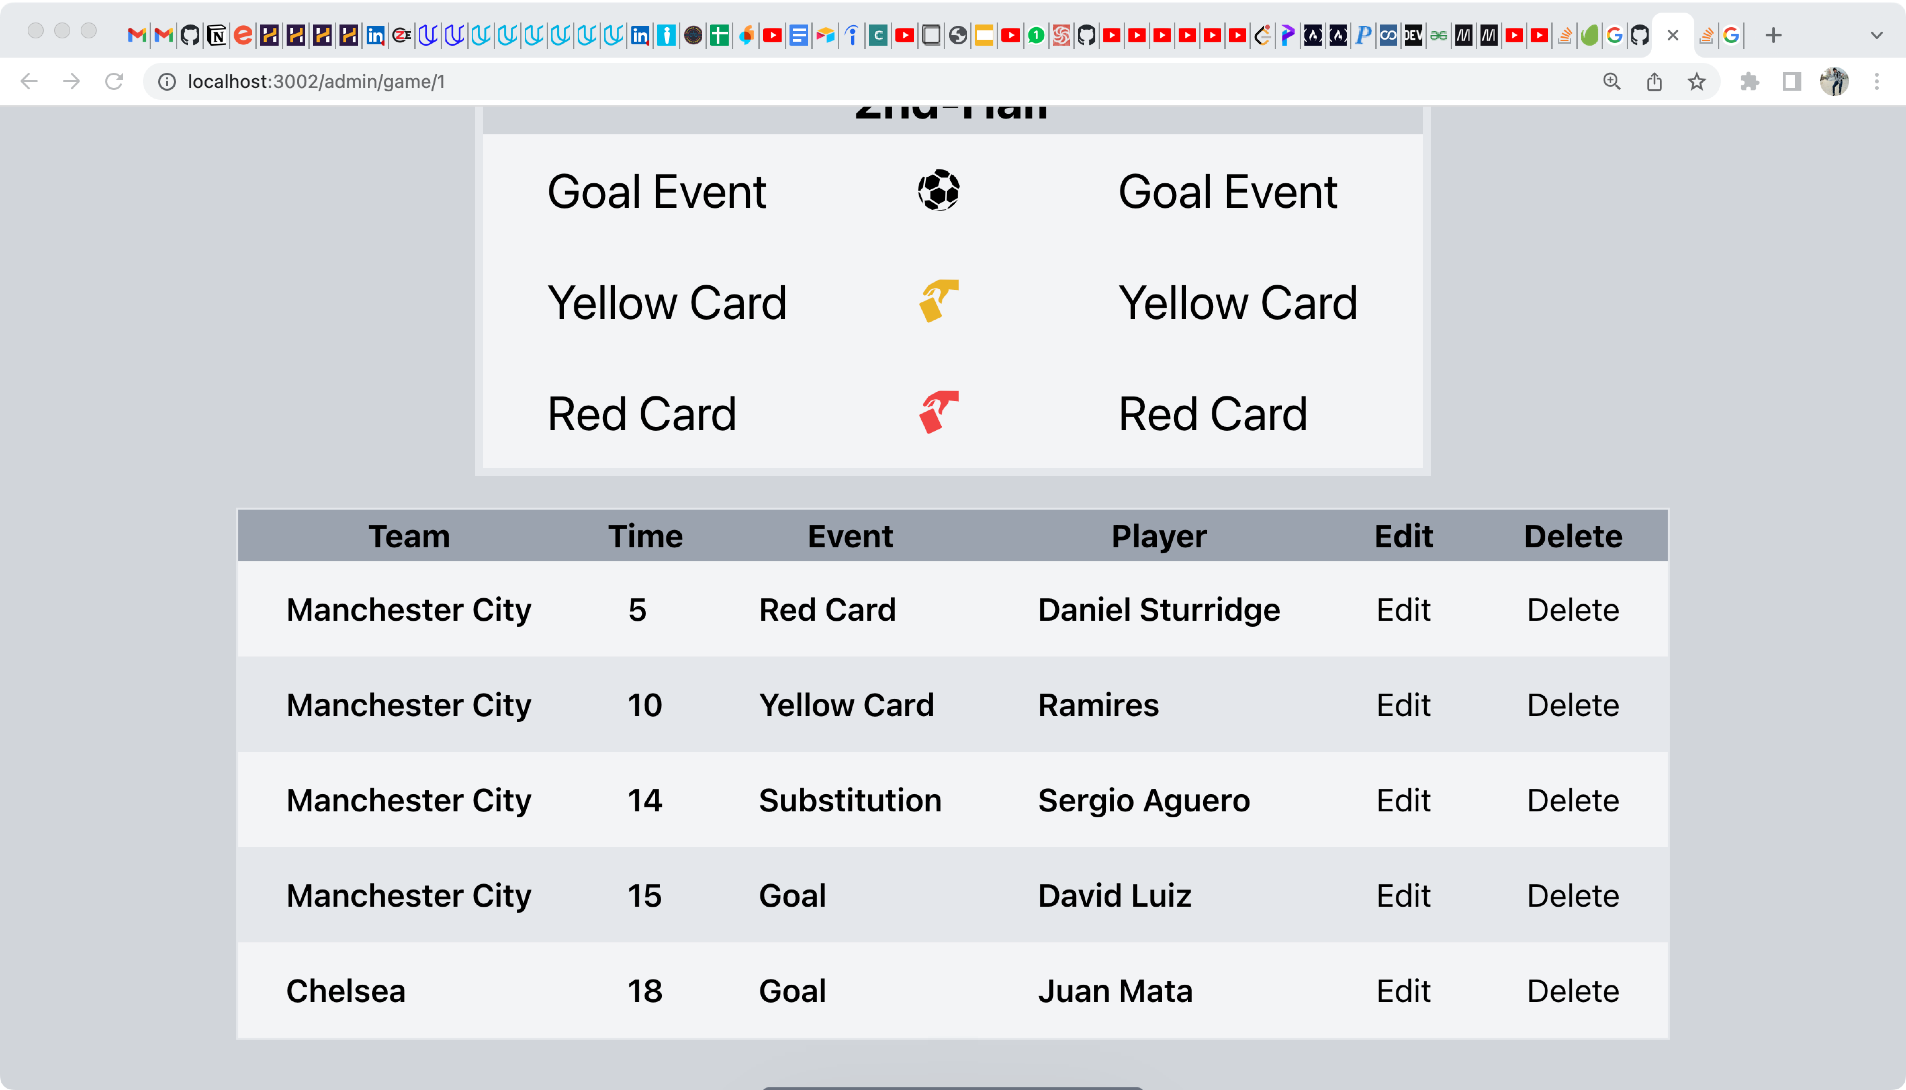 localhost:3002/admin/game/1
2nd-Half
Goal Event Goal Event
Yellow Card Yellow Card
Red Card Red Card
Team Time Event Player Edit Delete
Manchester City 5 Red Card Daniel Sturridge Edit Delete
Manchester City 10 Yellow Card Ramires Edit Delete
Manchester City 14 Substitution Sergio Aguero Edit Delete
Manchester City 15 Goal David Luiz Edit Delete
Chelsea 18 Goal Juan Mata Edit Delete